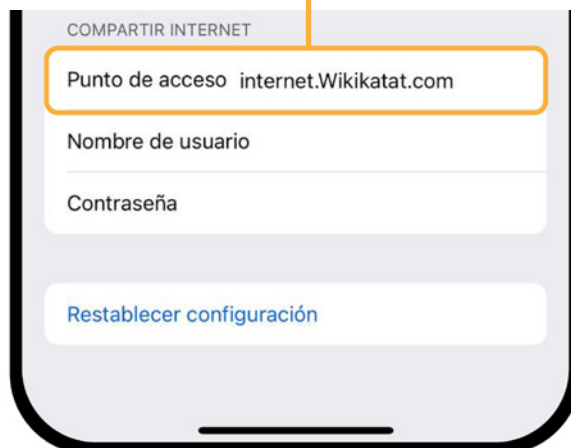 COMPARTIR INTERNET
Punto de acceso internet.Wikikatat.com
Nombre de usuario
Contraseña
Restablecer configuración